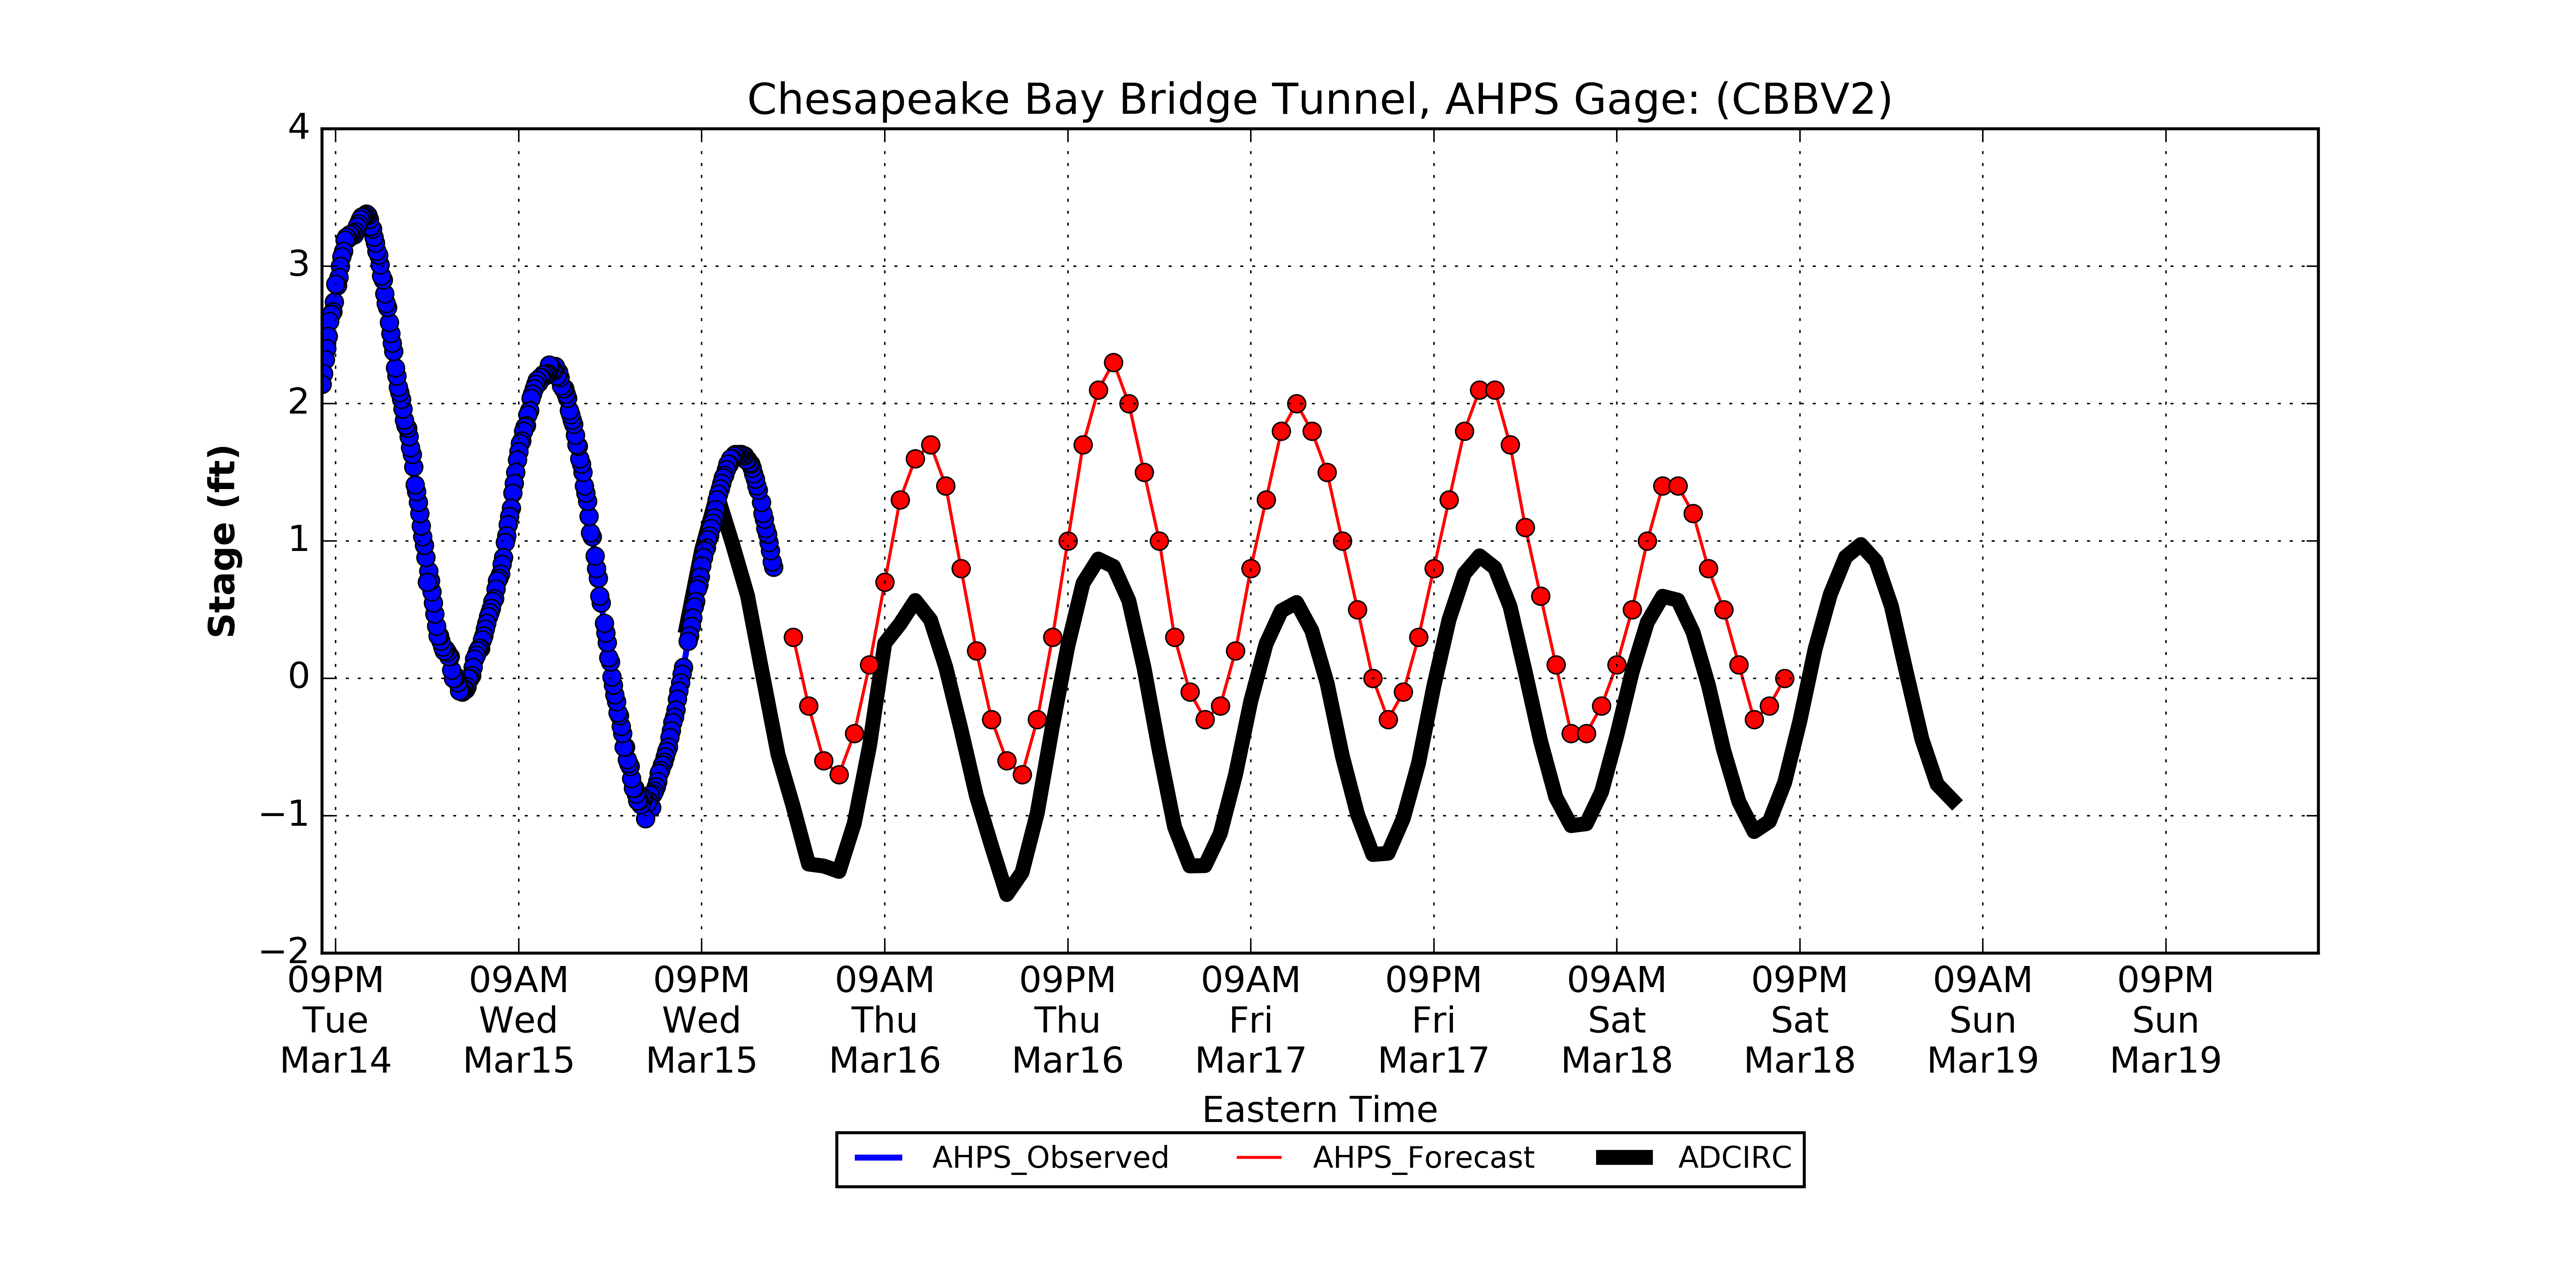 Chesapeake Bay Bridge Tunnel, AHPS Gage: (CBBV2)
4
3
2
1
0
−1
−2
Stage (ft)
09PM 09AM 09PM 09AM 09PM 09AM 09PM 09AM 09PM 09AM 09PM
Tue Wed Wed Thu Thu Fri Fri Sat Sat Sun Sun
Mar14 Mar15 Mar15 Mar16 Mar16 Mar17 Mar17 Mar18 Mar18 Mar19 Mar19
Eastern Time
AHPS_Observed AHPS_Forecast ADCIRC